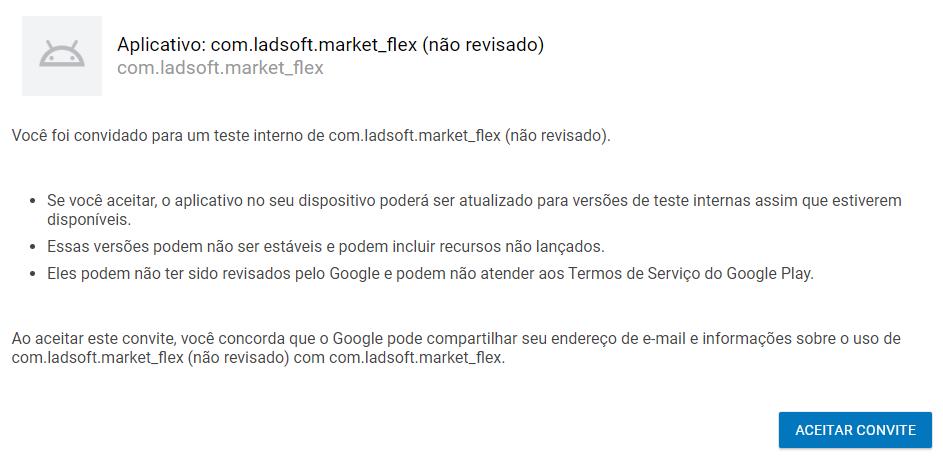 Aplicativo: com.ladsoft.market_flex (não revisado)
com.ladsoft.market_flex
Você foi convidado para um teste interno de com.ladsoft.market_flex (não revisado).
• Se você aceitar, o aplicativo no seu dispositivo poderá ser atualizado para versões de teste internas assim que estiverem
disponíveis.
• Essas versões podem não ser estáveis e podem incluir recursos não lançados.
• Eles podem não ter sido revisados pelo Google e podem não atender aos Termos de Serviço do Google Play.
Ao aceitar este convite, você concorda que o Google pode compartilhar seu endereço de e-mail e informações sobre o uso de
com.ladsoft.market_flex (não revisado) com com.ladsoft.market_flex.
ACEITAR CONVITE